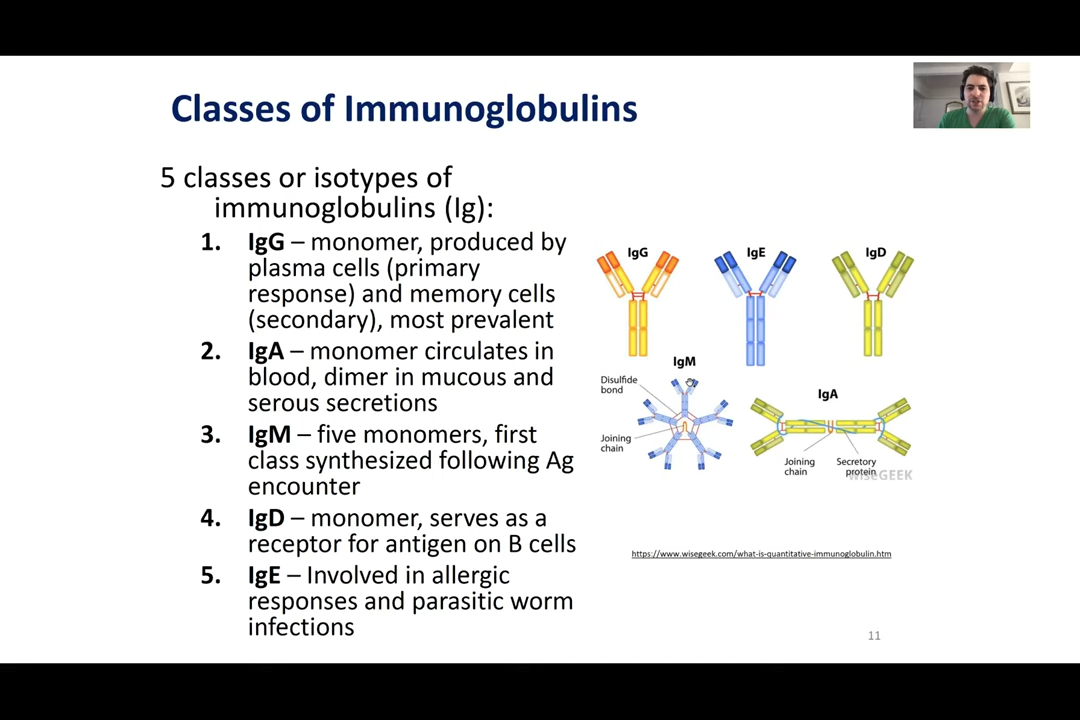 Classes of Immunoglobulins
5 classes or isotypes of
immunoglobulins (Ig):
1. IgG – monomer, produced by
plasma cells (primary
response) and memory cells
(secondary), most prevalent
2. IgA – monomer circulates in
blood, dimer in mucous and
serous secretions
3. IgM – five monomers, first
class synthesized following Ag
encounter
4. IgD – monomer, serves as a
receptor for antigen on B cells
5. IgE – Involved in allergic
responses and parasitic worm
infections
IgG
IgE
IgD
IgM
Disulfide
bond
Joining
chain
IgA
Joining
chain
Secretory
protein
wiseGEEK
https://www.wisegeek.com/what-is-quantitative-immunoglobulin.htm
11